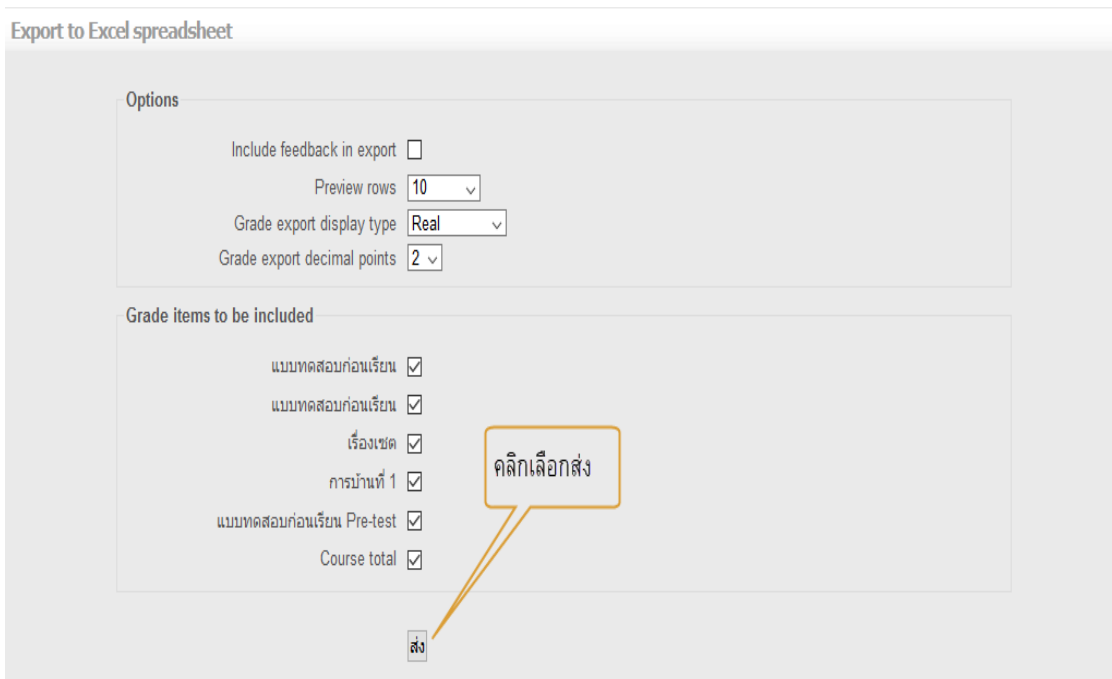 Export to Excel spreadsheet
Options
Include feedback in export
Preview rows 10
Grade export display type Real
Grade export decimal points 2
Grade items to be included
แบบทดสอบก่อนเรียน
แบบทดสอบก่อนเรียน
เรื่องเซต
การบ้านที่ 1
แบบทดสอบก่อนเรียน Pre-test
Course total
คลิกเลือกส่ง
ส่ง